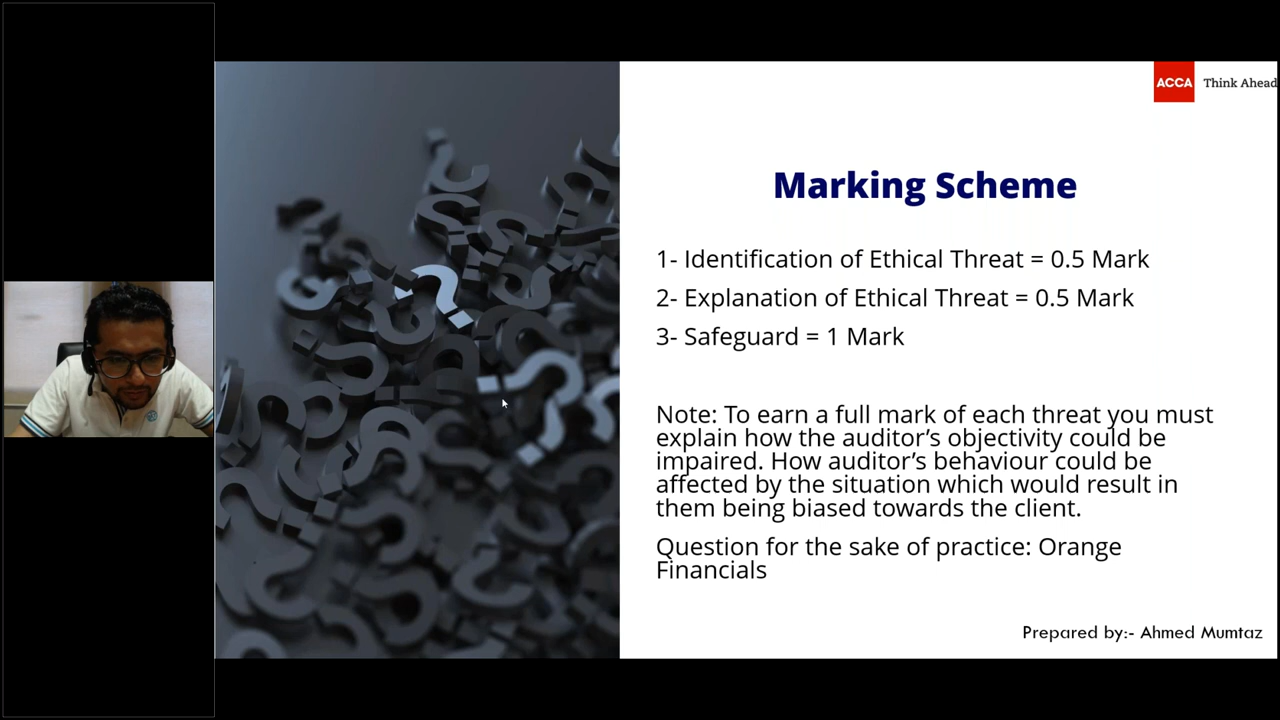 ACCA Think Ahead
Marking Scheme
1- Identification of Ethical Threat = 0.5 Mark
2- Explanation of Ethical Threat = 0.5 Mark
3- Safeguard = 1 Mark
Note: To earn a full mark of each threat you must
explain how the auditor’s objectivity could be
impaired. How auditor’s behaviour could be
affected by the situation which would result in
them being biased towards the client.
Question for the sake of practice: Orange
Financials
Prepared by:- Ahmed Mumtaz